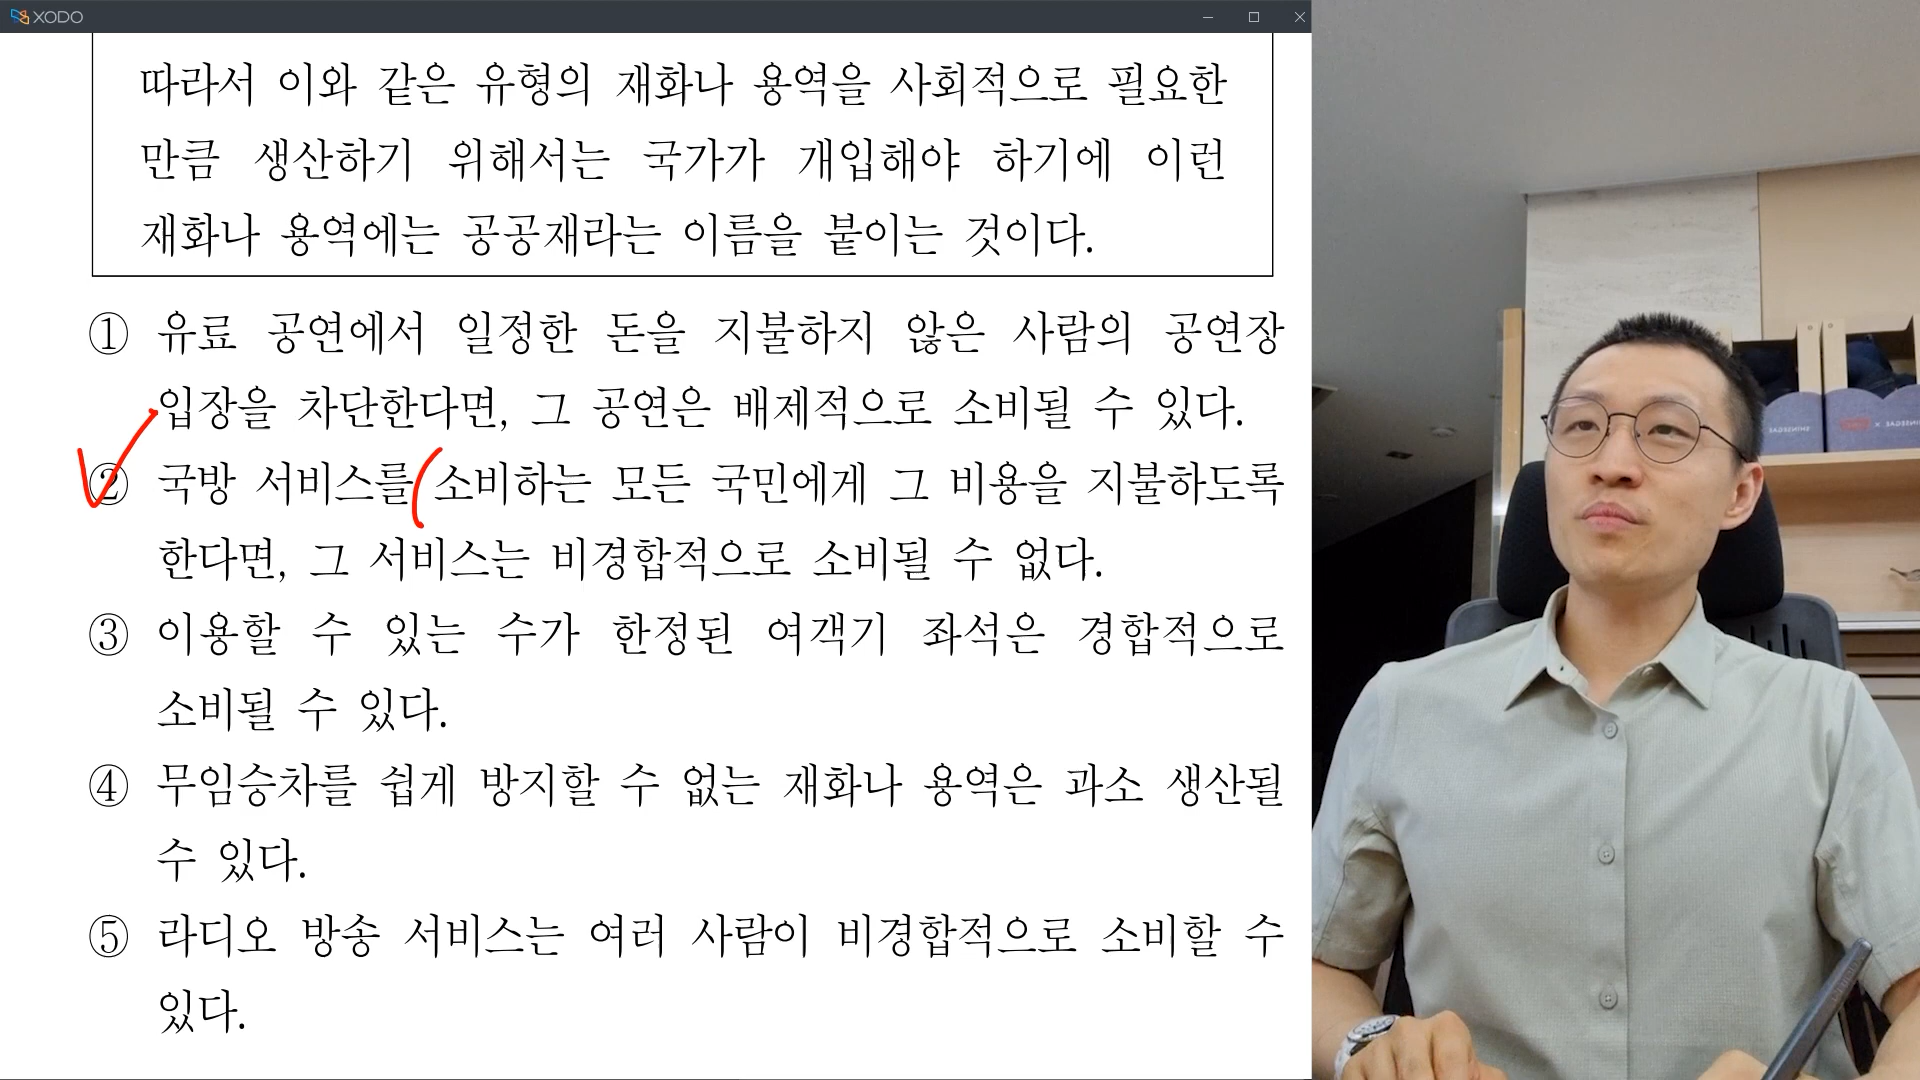 XODO
따라서 이와 같은 유형의 재화나 용역을 사회적으로 필요한
만큼 생산하기 위해서는 국가가 개입해야 하기에 이런
재화나 용역에는 공공재라는 이름을 붙이는 것이다.
① 유료 공연에서 일정한 돈을 지불하지 않은 사람의 공연장
입장을 차단한다면, 그 공연은 배제적으로 소비될 수 있다.
② 국방 서비스를 소비하는 모든 국민에게 그 비용을 지불하도록
한다면, 그 서비스는 비경합적으로 소비될 수 없다.
③ 이용할 수 있는 수가 한정된 여객기 좌석은 경합적으로
소비될 수 있다.
④ 무임승차를 쉽게 방지할 수 없는 재화나 용역은 과소 생산될
수 있다.
⑤ 라디오 방송 서비스는 여러 사람이 비경합적으로 소비할 수
있다.